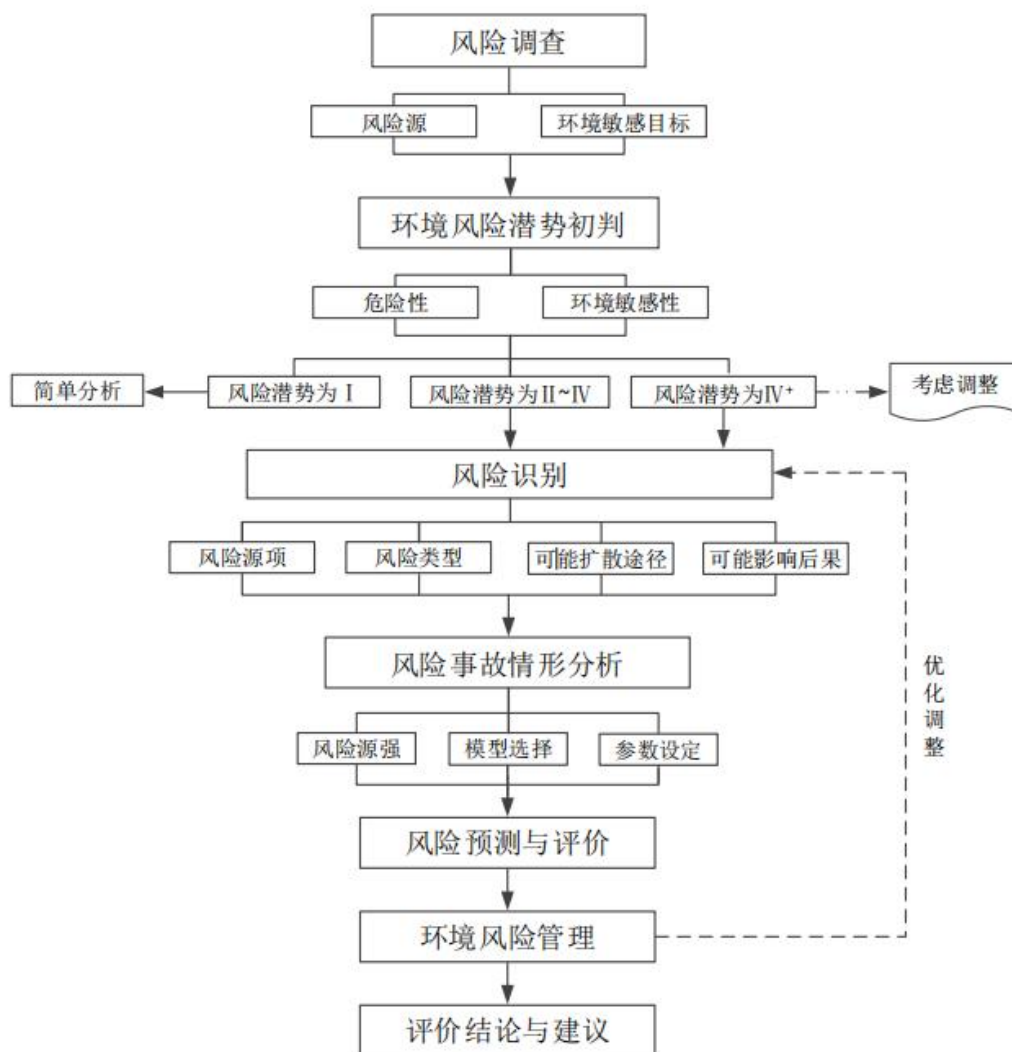 风险调查
风险源
环境敏感目标
环境风险潜势初判
危险性
环境敏感性
简单分析
风险潜势为Ⅰ
风险潜势为Ⅱ~Ⅳ
风险潜势为Ⅳ⁺
考虑调整
风险识别
风险源项
风险类型
可能扩散途径
可能影响后果
风险事故情形分析
优化调整
风险源强
模型选择
参数设定
风险预测与评价
环境风险管理
评价结论与建议